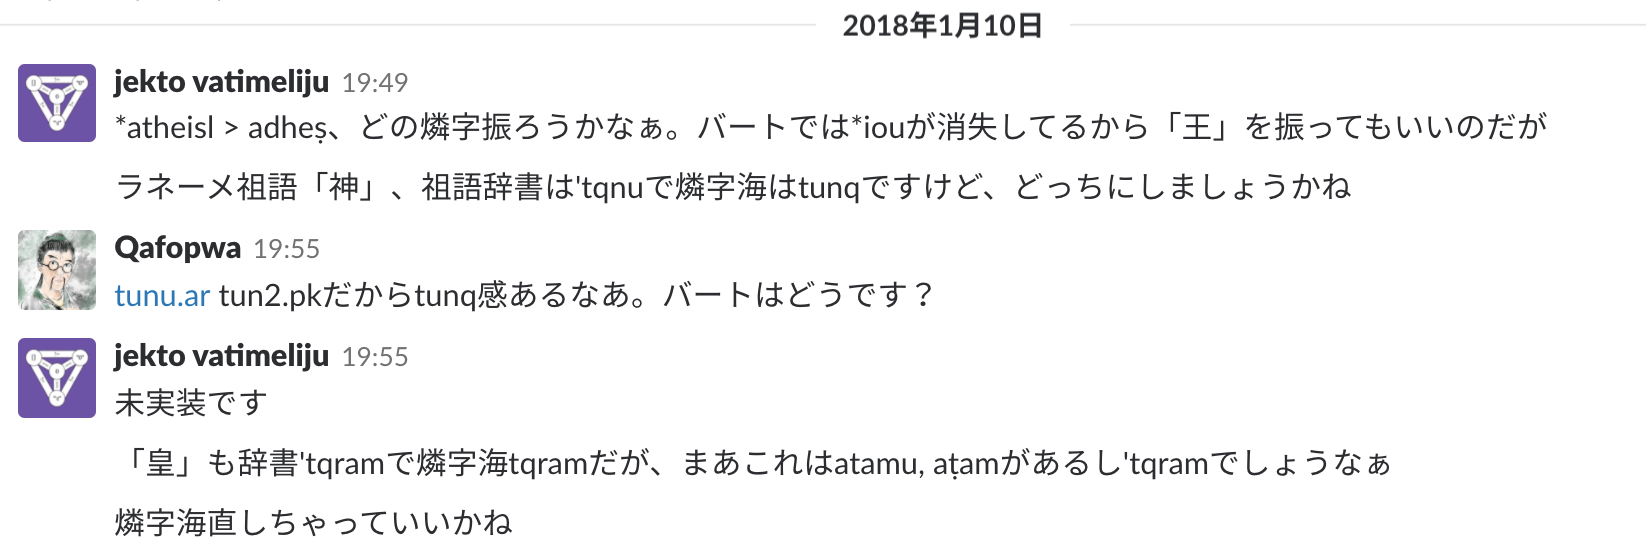 2018年1月10日
jekto vatimeliju 19:49
*atheisl > adheṣ、どの燐字振ろうかなぁ。バートでは*iouが消失してるから「王」を振ってもいいのだが
ラネーメ祖語「神」、祖語辞書は'tqnuで燐字海はtunqですけど、どっちにしましょうかね
Qafopwa 19:55
tunu.ar tun2.pkだからtunq感あるなあ。バートはどうです？
jekto vatimeliju 19:55
未実装です
「皇」も辞書'tqramで燐字海tqramだが、まあこれはatamu, aṭamがあるし'tqramでしょうなぁ
燐字海直しちゃっていいかね